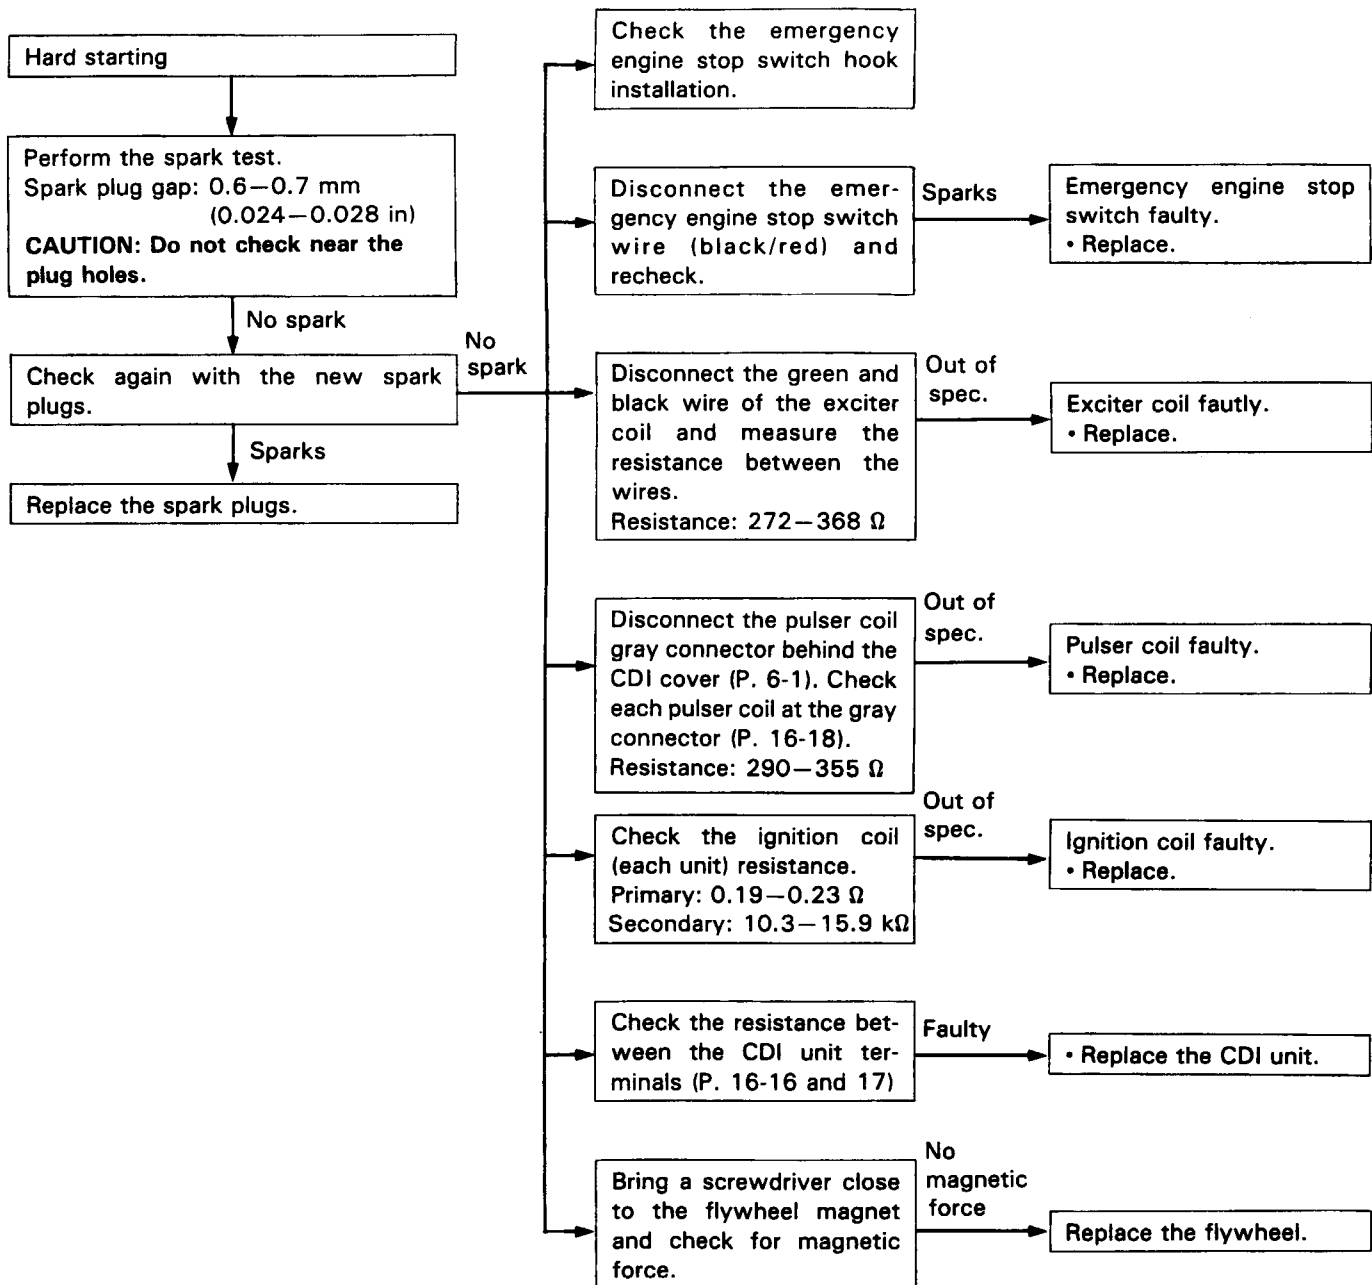 Hard starting
Perform the spark test.
Spark plug gap: 0.6—0.7 mm
(0.024—0.028 in)
CAUTION: Do not check near the
plug holes.
No spark
Check again with the new spark
plugs.
Sparks
Replace the spark plugs.
No
spark
Check the emergency
engine stop switch hook
installation.
Disconnect the emer-
gency engine stop switch
wire (black/red) and
recheck.
Sparks
Emergency engine stop
switch faulty.
• Replace.
Disconnect the green and
black wire of the exciter
coil and measure the
resistance between the
wires.
Resistance: 272—368 Ω
Out of
spec.
Exciter coil fautly.
• Replace.
Disconnect the pulser coil
gray connector behind the
CDI cover (P. 6-1). Check
each pulser coil at the gray
connector (P. 16-18).
Resistance: 290—355 Ω
Out of
spec.
Pulser coil faulty.
• Replace.
Check the ignition coil
(each unit) resistance.
Primary: 0.19—0.23 Ω
Secondary: 10.3—15.9 kΩ
Out of
spec.
Ignition coil faulty.
• Replace.
Check the resistance bet-
ween the CDI unit ter-
minals (P. 16-16 and 17)
Faulty
• Replace the CDI unit.
Bring a screwdriver close
to the flywheel magnet
and check for magnetic
force.
No
magnetic
force
Replace the flywheel.